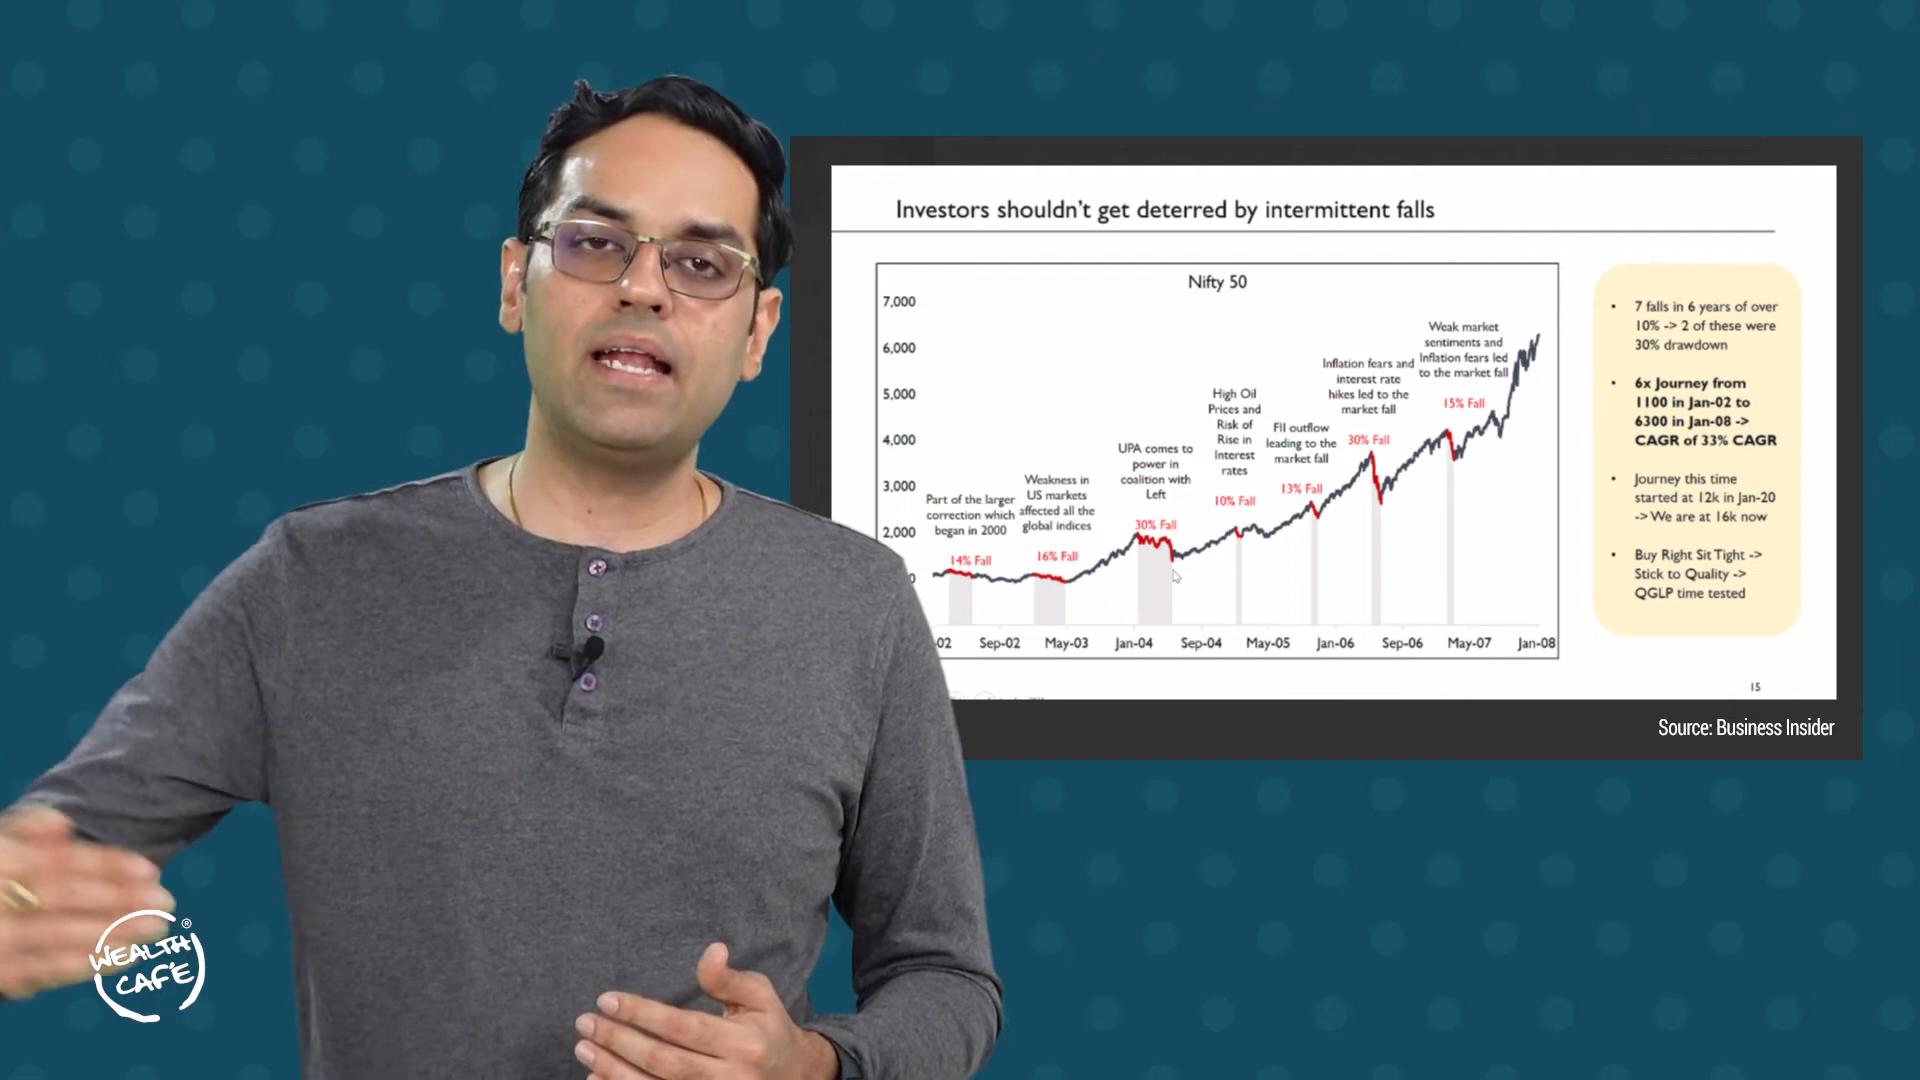 Investors shouldn't get deterred by intermittent falls
Nifty 50
7,000
6,000
5,000
4,000
3,000
2,000
0
Part of the larger
correction which
began in 2000
14% Fall
Weakness in
US markets
affected all the
global indices
16% Fall
UPA comes to
power in
coalition with
Left
30% Fall
High Oil
Prices and
Risk of
Rise in
Interest
rates
10% Fall
FII outflow
leading to the
market fall
13% Fall
Inflation fears and
interest rate
hikes led to the
market fall
30% Fall
Weak market
sentiments and
Inflation fears led
to the market fall
15% Fall
-02 Sep-02 May-03 Jan-04 Sep-04 May-05 Jan-06 Sep-06 May-07 Jan-08
• 7 falls in 6 years of over
10% -> 2 of these were
30% drawdown
• 6x Journey from
1100 in Jan-02 to
6300 in Jan-08 ->
CAGR of 33% CAGR
• Journey this time
started at 12k in Jan-20
-> We are at 16k now
• Buy Right Sit Tight ->
Stick to Quality ->
QGLP time tested
15
Source: Business Insider
WEALTH®
CAFE